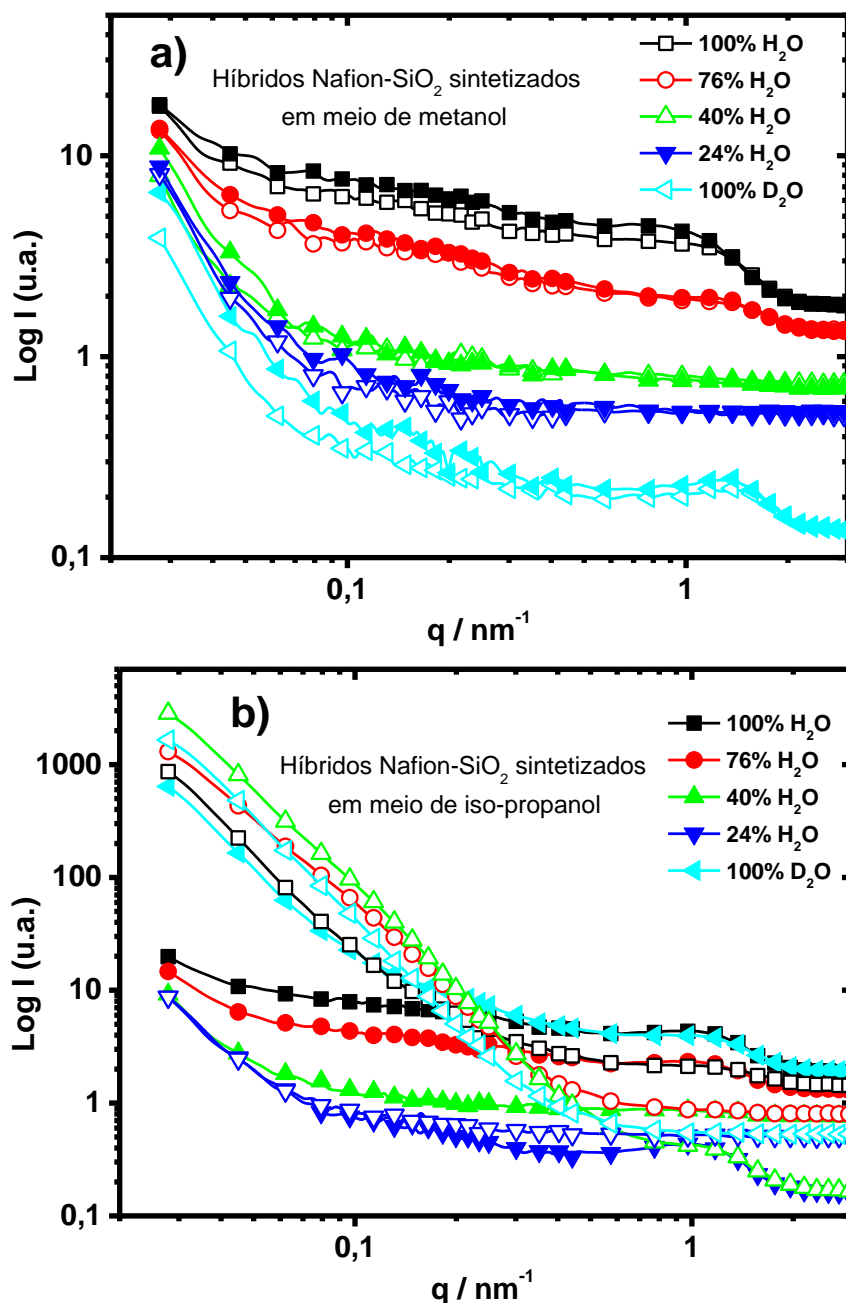 a)
Híbridos Nafion-SiO₂ sintetizados
em meio de metanol
100% H₂O
76% H₂O
40% H₂O
24% H₂O
100% D₂O
10
1
0,1
Log I (u.a.)
0,1
1
q / nm⁻¹
b)
Híbridos Nafion-SiO₂ sintetizados
em meio de iso-propanol
100% H₂O
76% H₂O
40% H₂O
24% H₂O
100% D₂O
1000
100
10
1
0,1
Log I (u.a.)
0,1
1
q / nm⁻¹